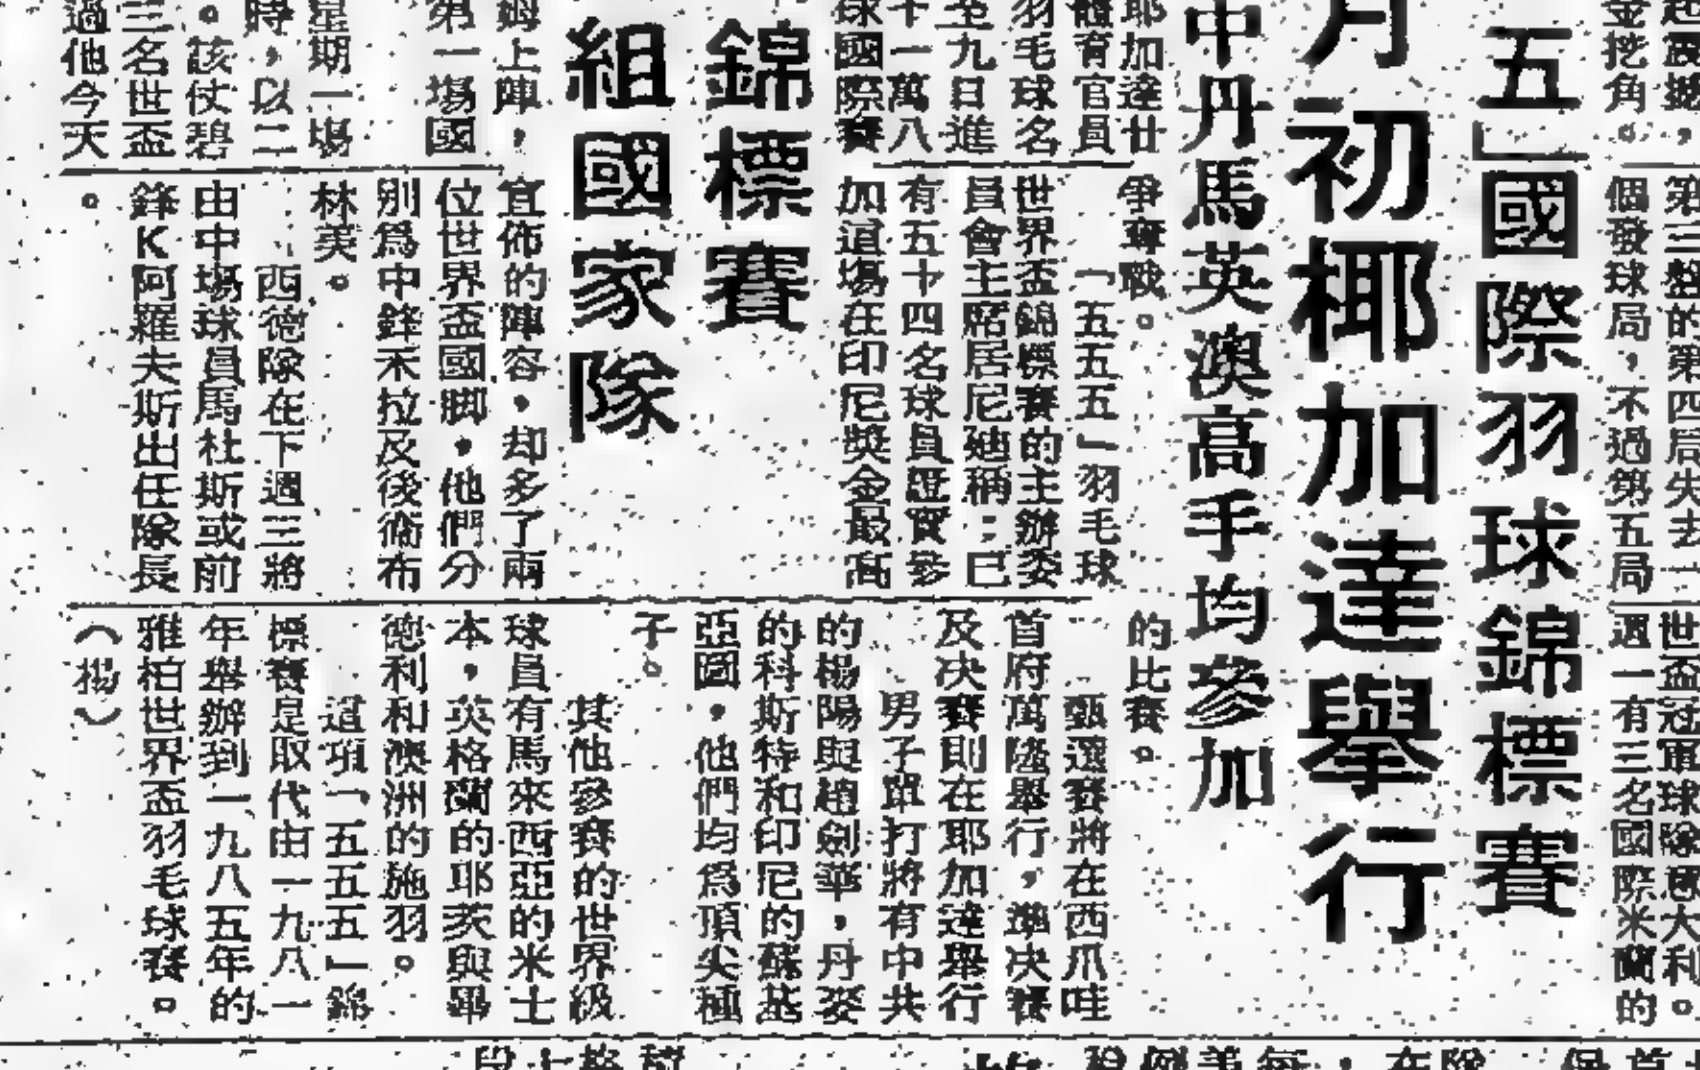 五」國際羽球錦標賽
月初椰加達舉行
中丹馬英澳高手均參加
耶加達廿
體育官員
羽毛球名
至九日進
十一萬八
球國際賽
爭奪戰。
「五五五」羽毛球
世界盃錦標賽的主辦委
員會主席居尼廸稱:已
有五十四名球員證實參
加這場在印尼獎金最高
的比賽。
甄選賽將在西爪哇
首府萬隆舉行,準决賽
及决賽則在耶加達舉行
男子單打將有中共
的楊陽與趙劍華,丹麥
的科斯特和印尼的蘇基
亞圖,他們均爲頂尖種
子。
其他參賽的世界級
球員有馬來西亞的米士
本,英格蘭的耶茨與畢
德利和澳洲的施羽。
這項「五五五」錦
標賽是取代由一九八一
年舉辦到一九八五年的
雅柏世界盃羽毛球賽。
(楊)
錦標賽
組國家隊
姆上陣,
第一場國
星期一場
時,以二
。該仗碧
三名世盃
過他今天
宣佈的陣容,却多了兩
位世界盃國脚,他們分
別爲中鋒禾拉及後衞布
林美。
西德隊在下週三將
由中場球員馬杜斯或前
鋒K阿羅夫斯出任隊長
。
金挖角。
第三盤的第四局失去一
個發球局,不過第五局
世盃冠軍球隊意大利。
週一有三名國際米蘭的